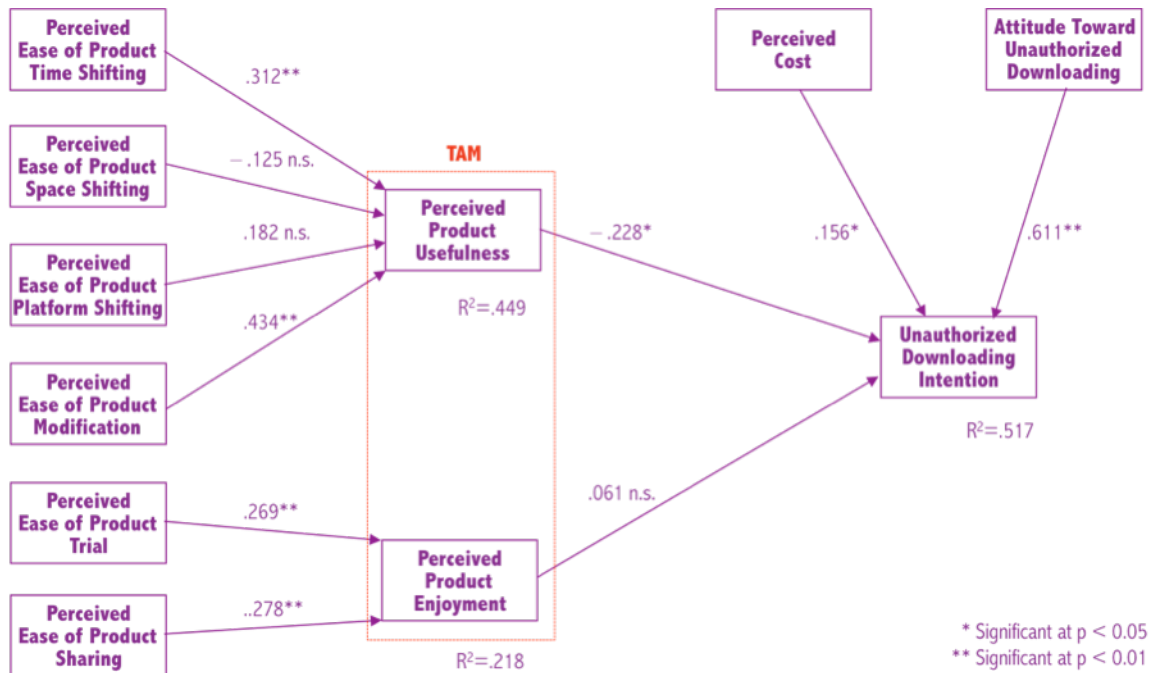 Perceived
Ease of Product
Time Shifting
Perceived
Ease of Product
Space Shifting
Perceived
Ease of Product
Platform Shifting
Perceived
Ease of Product
Modification
Perceived
Ease of Product
Trial
Perceived
Ease of Product
Sharing
.312**
– .125 n.s.
.182 n.s.
.434**
.269**
..278**
TAM
Perceived
Product
Usefulness
R²=.449
Perceived
Product
Enjoyment
R²=.218
– .228*
.061 n.s.
Perceived
Cost
Attitude Toward
Unauthorized
Downloading
.156*
.611**
Unauthorized
Downloading
Intention
R²=.517
* Significant at p < 0.05
** Significant at p < 0.01